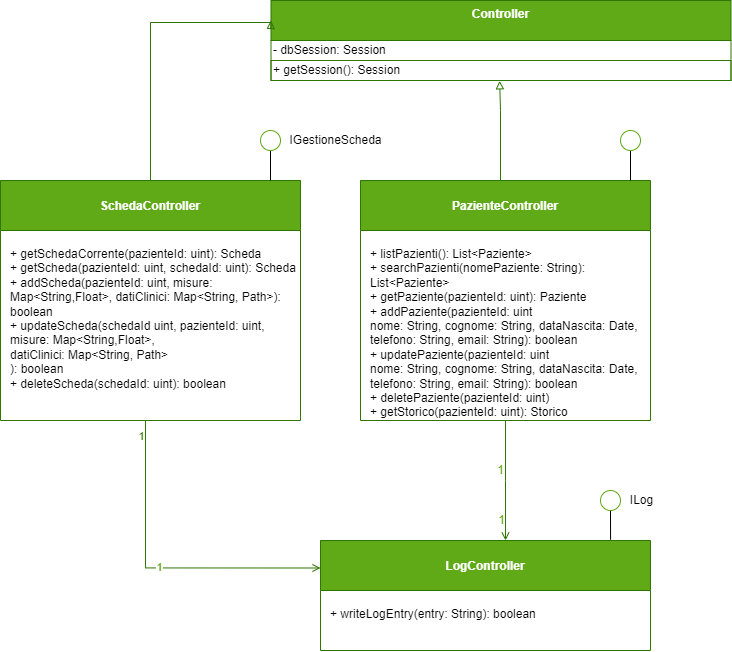 Controller
- dbSession: Session
+ getSession(): Session
IGestioneScheda
SchedaController
+ getSchedaCorrente(pazienteId: uint): Scheda
+ getScheda(pazienteId: uint, schedaId: uint): Scheda
+ addScheda(pazienteId: uint, misure:
Map<String,Float>, datiClinici: Map<String, Path>):
boolean
+ updateScheda(schedaId uint, pazienteId: uint,
misure: Map<String,Float>,
datiClinici: Map<String, Path>
): boolean
+ deleteScheda(schedaId: uint): boolean
PazienteController
+ listPazienti(): List<Paziente>
+ searchPazienti(nomePaziente: String):
List<Paziente>
+ getPaziente(pazienteId: uint): Paziente
+ addPaziente(pazienteId: uint
nome: String, cognome: String, dataNascita: Date,
telefono: String, email: String): boolean
+ updatePaziente(pazienteId: uint
nome: String, cognome: String, dataNascita: Date,
telefono: String, email: String): boolean
+ deletePaziente(pazienteId: uint)
+ getStorico(pazienteId: uint): Storico
1
1
1
1
ILog
LogController
+ writeLogEntry(entry: String): boolean